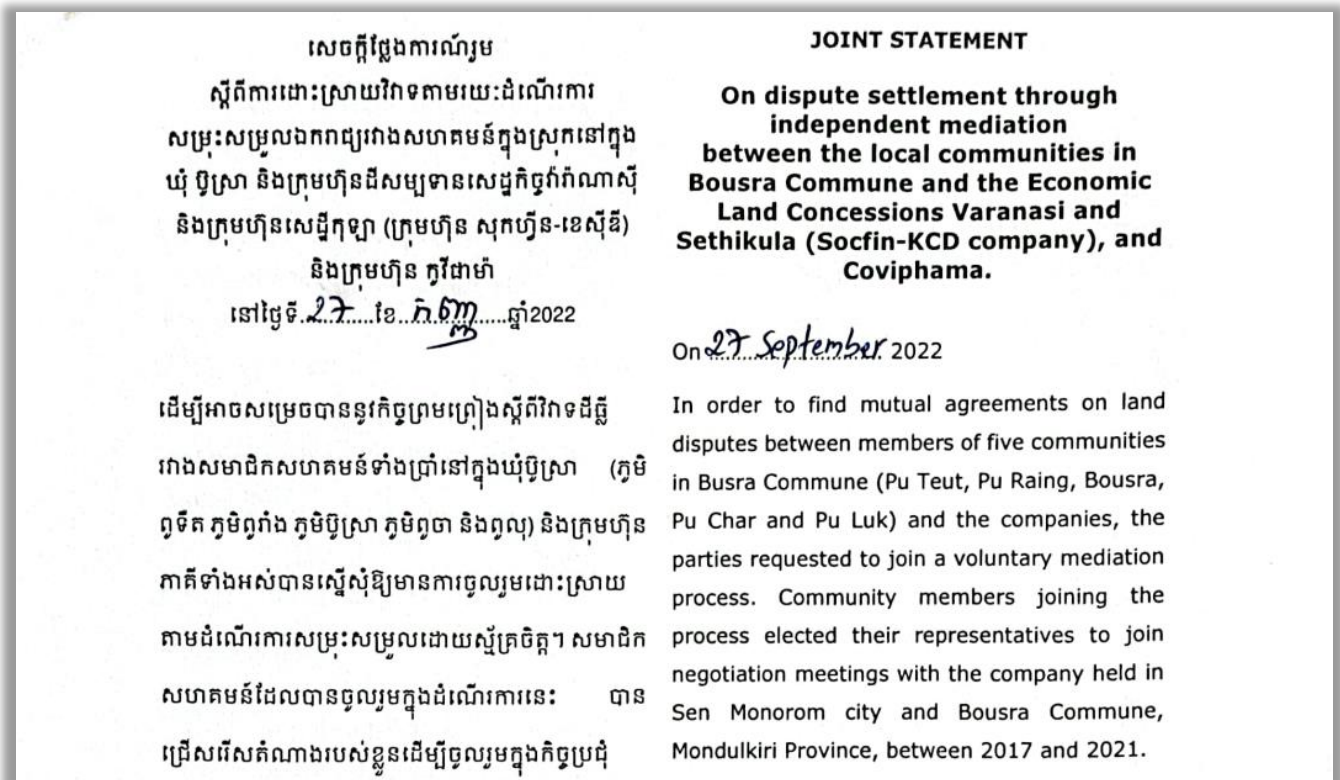 សេចក្ដីថ្លែងការណ៍រួម
ស្ដីពីការដោះស្រាយវិវាទតាមរយៈដំណើរការ
សម្រុះសម្រួលឯករាជ្យរវាងសហគមន៍ក្នុងស្រុកនៅក្នុង
ឃុំ ប៊ូស្រា និងក្រុមហ៊ុនដីសម្បទានសេដ្ឋកិច្ចវ៉ារ៉ាណាស៊ី
និងក្រុមហ៊ុនសេដ្ឋីកុឡា (ក្រុមហ៊ុន សុកហ្វីន-ខេស៊ីឌី)
និងក្រុមហ៊ុន កូវីផាម៉ា
នៅថ្ងៃទី.27......ខែ..កញ្ញា......ឆ្នាំ2022
ដើម្បីអាចសម្រេចបាននូវកិច្ចព្រមព្រៀងស្ដីពីវិវាទដីធ្លី
រវាងសមាជិកសហគមន៍ទាំងប្រាំនៅក្នុងឃុំប៊ូស្រា (ភូមិ
ពូទឹត ភូមិពូរ៉ាំង ភូមិប៊ូស្រា ភូមិពូចា និងពូលុ) និងក្រុមហ៊ុន
ភាគីទាំងអស់បានស្នើសុំឱ្យមានការចូលរួមដោះស្រាយ
តាមដំណើរការសម្រុះសម្រួលដោយស្ម័គ្រចិត្ត។ សមាជិក
សហគមន៍ដែលបានចូលរួមក្នុងដំណើរការនេះ បាន
ជ្រើសរើសតំណាងរបស់ខ្លួនដើម្បីចូលរួមក្នុងកិច្ចប្រជុំ
JOINT STATEMENT
On dispute settlement through
independent mediation
between the local communities in
Bousra Commune and the Economic
Land Concessions Varanasi and
Sethikula (Socfin-KCD company), and
Coviphama.
On 27 September 2022
In order to find mutual agreements on land
disputes between members of five communities
in Busra Commune (Pu Teut, Pu Raing, Bousra,
Pu Char and Pu Luk) and the companies, the
parties requested to join a voluntary mediation
process. Community members joining the
process elected their representatives to join
negotiation meetings with the company held in
Sen Monorom city and Bousra Commune,
Mondulkiri Province, between 2017 and 2021.